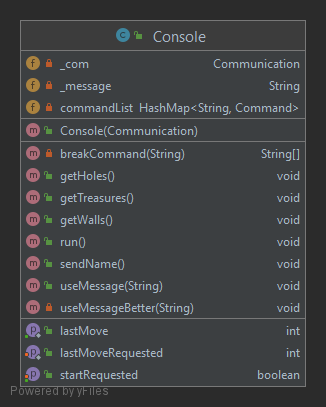 Console
_com Communication
_message String
commandList HashMap<String, Command>
Console(Communication)
breakCommand(String) String[]
getHoles() void
getTreasures() void
getWalls() void
run() void
sendName() void
useMessage(String) void
useMessageBetter(String) void
lastMove int
lastMoveRequested int
startRequested boolean
Powered by yFiles